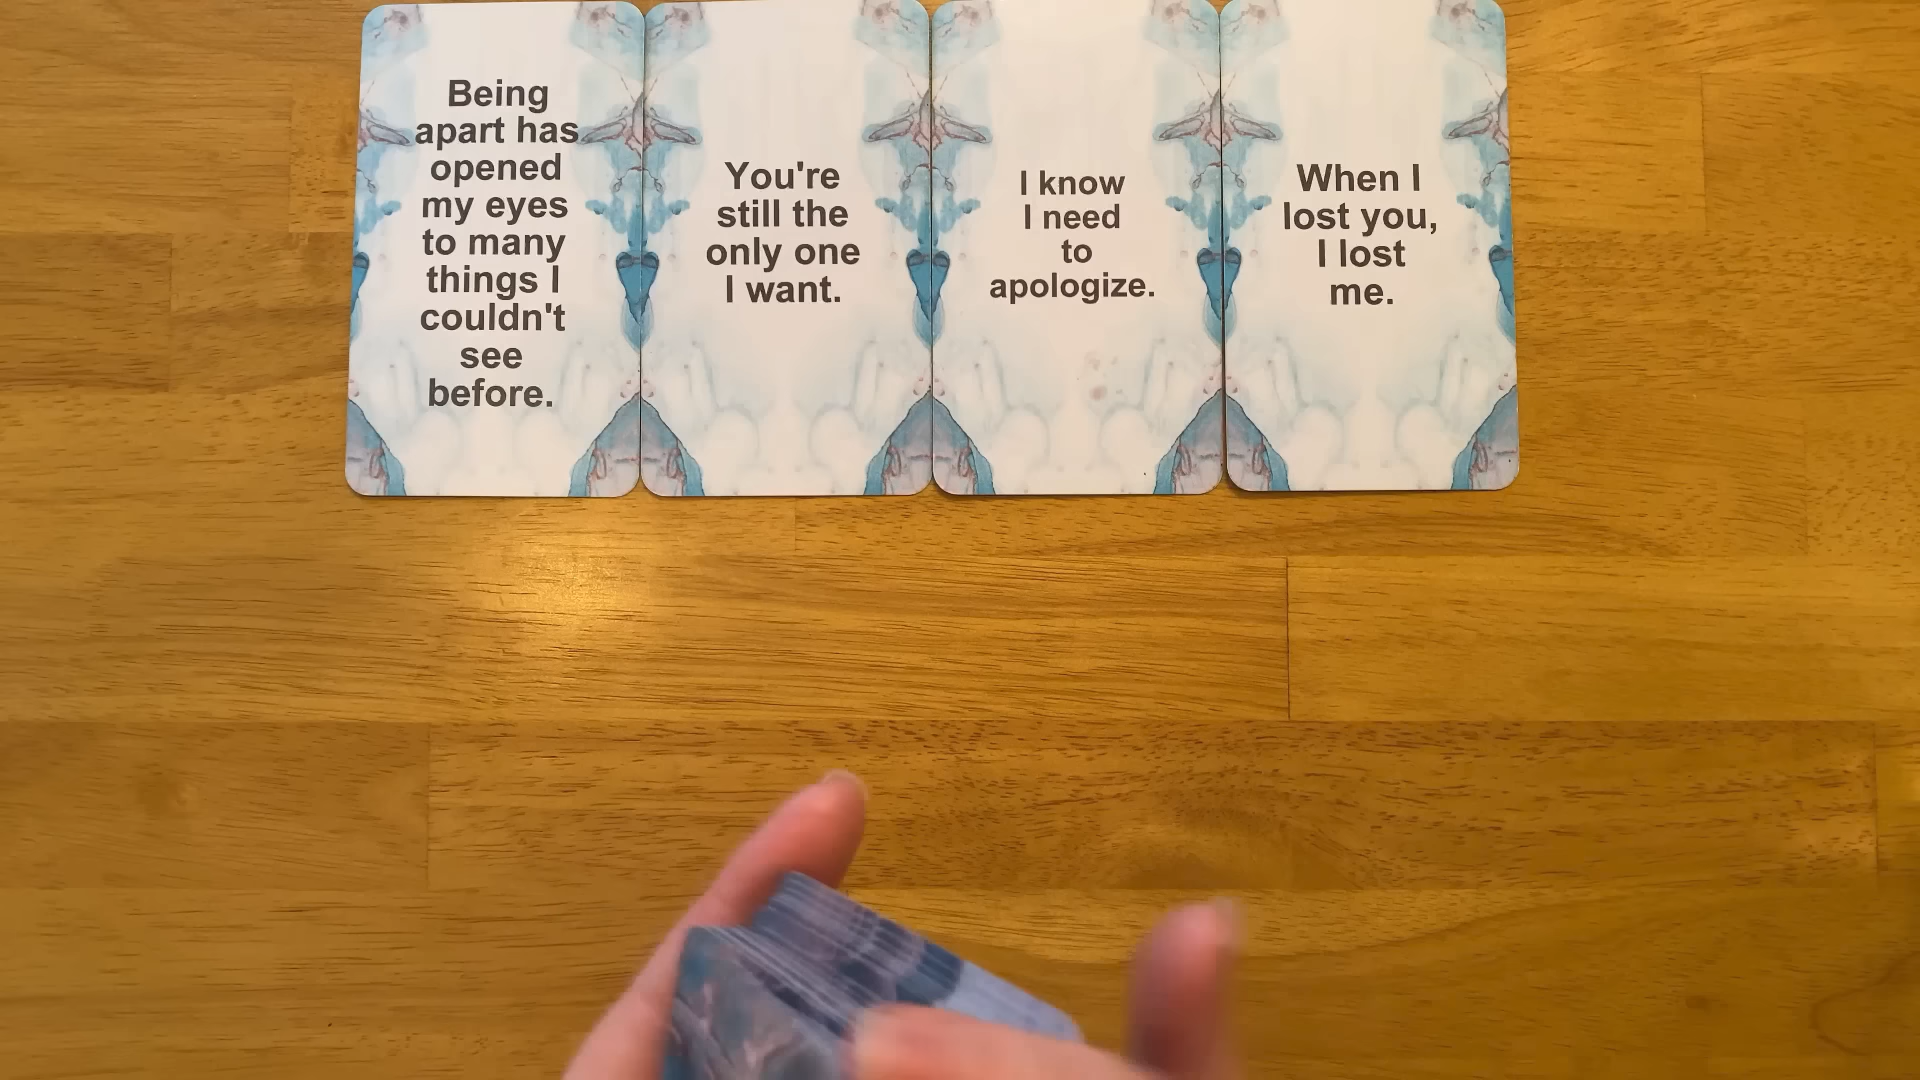 Being
apart has
opened
my eyes
to many
things I
couldn't
see
before.
You're
still the
only one
I want.
I know
I need
to
apologize.
When I
lost you,
I lost
me.